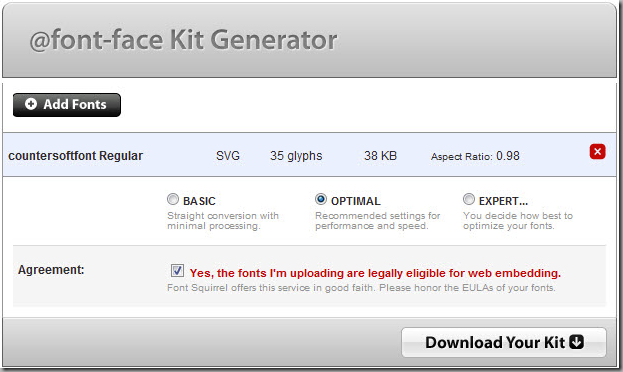 @font-face Kit Generator
Add Fonts
countersoftfont Regular SVG 35 glyphs 38 KB Aspect Ratio: 0.98
BASIC OPTIMAL EXPERT...
Straight conversion with Recommended settings for You decide how best to
minimal processing. performance and speed. optimize your fonts.
Agreement: Yes, the fonts I'm uploading are legally eligible for web embedding.
Font Squirrel offers this service in good faith. Please honor the EULAs of your fonts.
Download Your Kit